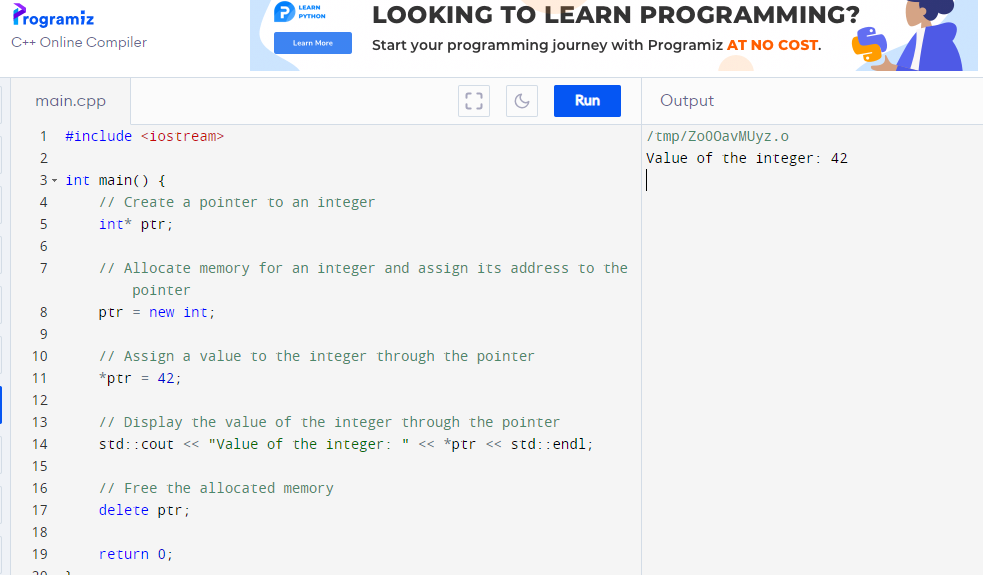 Programiz
C++ Online Compiler
LEARN
PYTHON
Learn More
LOOKING TO LEARN PROGRAMMING?
Start your programming journey with Programiz AT NO COST.
main.cpp
Run
Output
1 #include <iostream>
2
3 int main() {
4 // Create a pointer to an integer
5 int* ptr;
6
7 // Allocate memory for an integer and assign its address to the
pointer
8 ptr = new int;
9
10 // Assign a value to the integer through the pointer
11 *ptr = 42;
12
13 // Display the value of the integer through the pointer
14 std::cout << "Value of the integer: " << *ptr << std::endl;
15
16 // Free the allocated memory
17 delete ptr;
18
19 return 0;
20 }
/tmp/ZoOOavMUyz.o
Value of the integer: 42